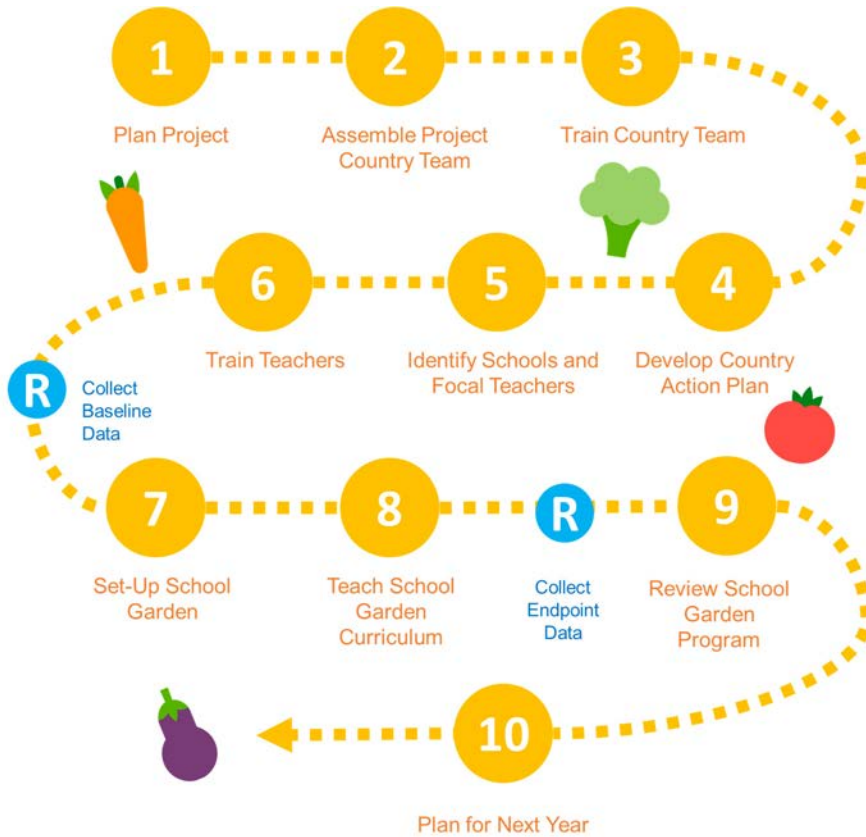 1
2
3
Plan Project
Assemble Project
Country Team
Train Country Team
4
Develop Country
Action Plan
5
Identify Schools and
Focal Teachers
6
Train Teachers
R
Collect
Baseline
Data
7
Set-Up School
Garden
8
Teach School
Garden
Curriculum
R
Collect
Endpoint
Data
9
Review School
Garden
Program
10
Plan for Next Year